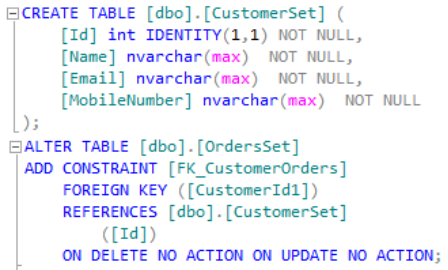 CREATE TABLE [dbo].[CustomerSet] (
    [Id] int IDENTITY(1,1) NOT NULL,
    [Name] nvarchar(max)  NOT NULL,
    [Email] nvarchar(max)  NOT NULL,
    [MobileNumber] nvarchar(max)  NOT NULL
);
ALTER TABLE [dbo].[OrdersSet]
ADD CONSTRAINT [FK_CustomerOrders]
    FOREIGN KEY ([CustomerId1])
    REFERENCES [dbo].[CustomerSet]
        ([Id])
    ON DELETE NO ACTION ON UPDATE NO ACTION;